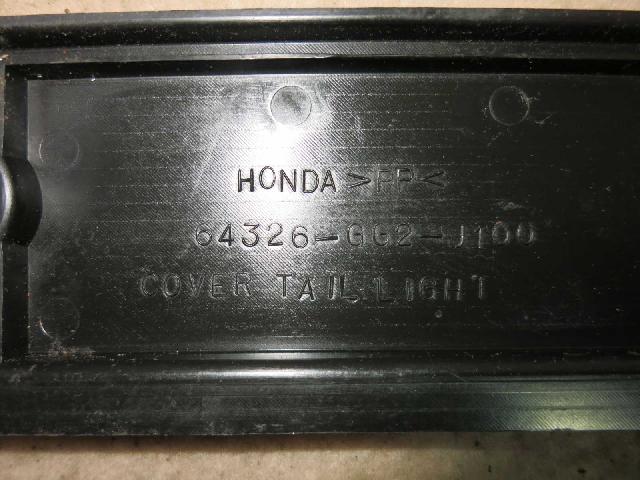 HONDA >PP<
64326-GG2-J100
COVER TAIL LIGHT